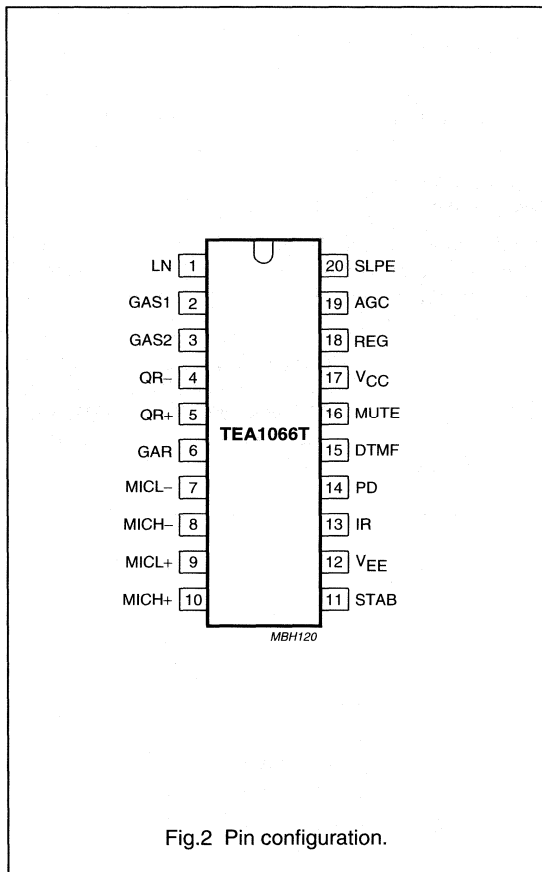 LN 1 20 SLPE
GAS1 2 19 AGC
GAS2 3 18 REG
QR− 4 17 VCC
QR+ 5 16 MUTE
TEA1066T
GAR 6 15 DTMF
MICL− 7 14 PD
MICH− 8 13 IR
MICL+ 9 12 VEE
MICH+ 10 11 STAB
MBH120
Fig.2 Pin configuration.